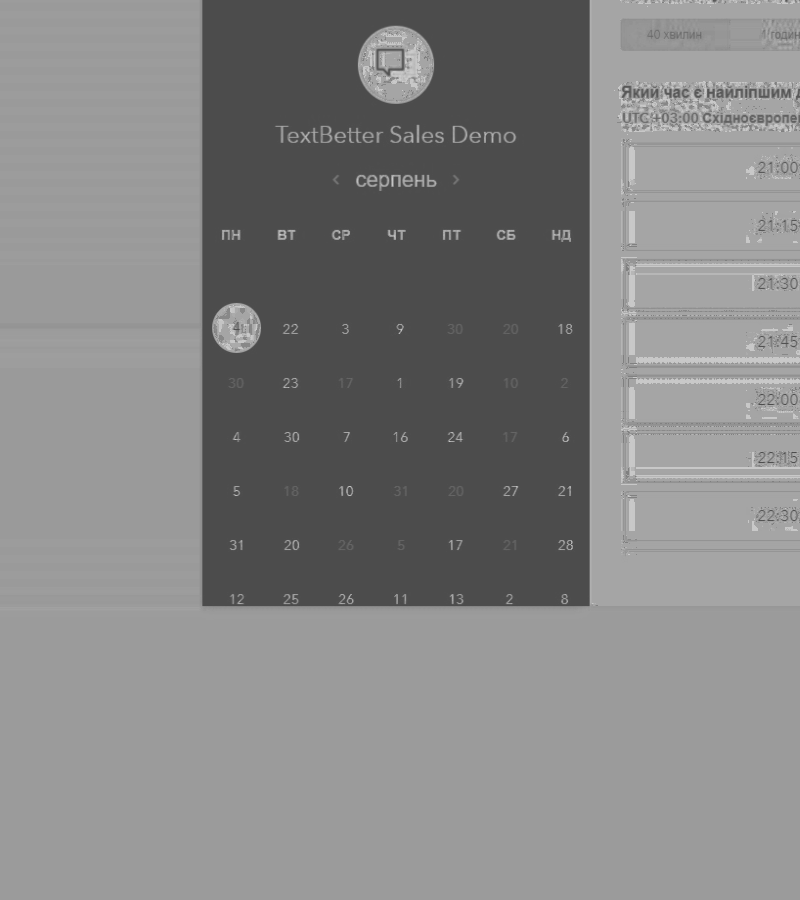 TextBetter Sales Demo
серпень
ПН ВТ СР ЧТ ПТ СБ НД
4 22 3 9 30 20 18
30 23 17 1 19 10 2
4 30 7 16 24 17 6
5 18 10 31 20 27 21
31 20 26 5 17 21 28
12 25 26 11 13 2 8
40 хвилин 1 годин
Який час є найліпшим д
UTC +03:00 Східноєвропе
21:00
21:15
21:30
21:45
22:00
22:15
22:30